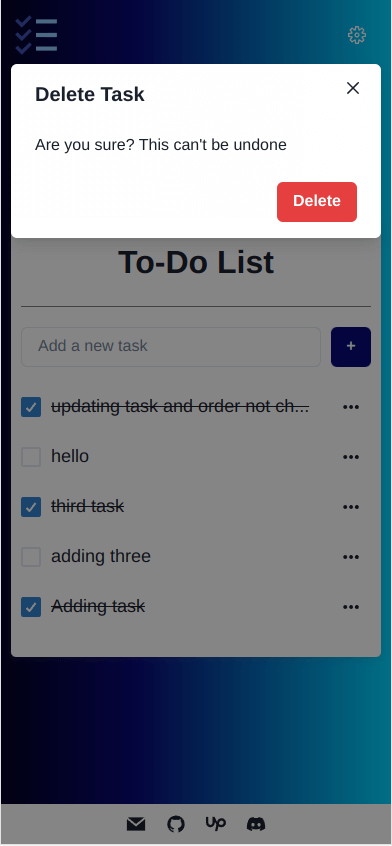 Delete Task
Are you sure? This can't be undone
Delete
To-Do List
Add a new task
+
updating task and order not ch...
hello
third task
adding three
Adding task